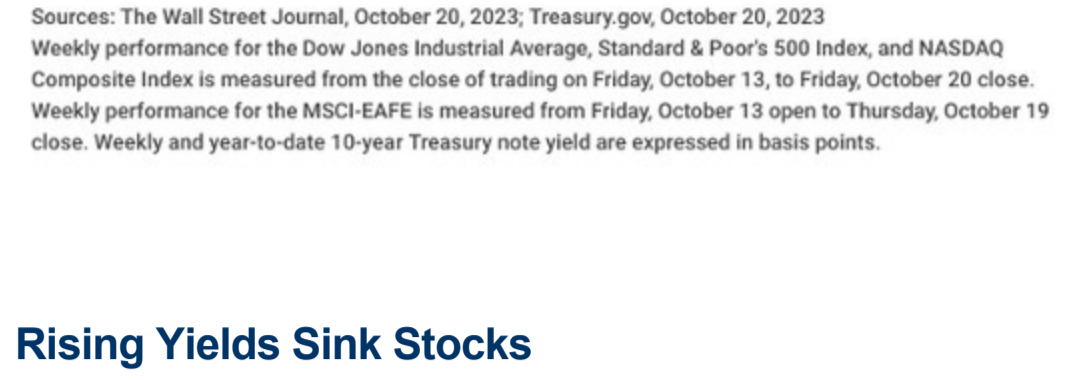 Sources: The Wall Street Journal, October 20, 2023; Treasury.gov, October 20, 2023
Weekly performance for the Dow Jones Industrial Average, Standard & Poor's 500 Index, and NASDAQ
Composite Index is measured from the close of trading on Friday, October 13, to Friday, October 20 close.
Weekly performance for the MSCI-EAFE is measured from Friday, October 13 open to Thursday, October 19
close. Weekly and year-to-date 10-year Treasury note yield are expressed in basis points.
Rising Yields Sink Stocks